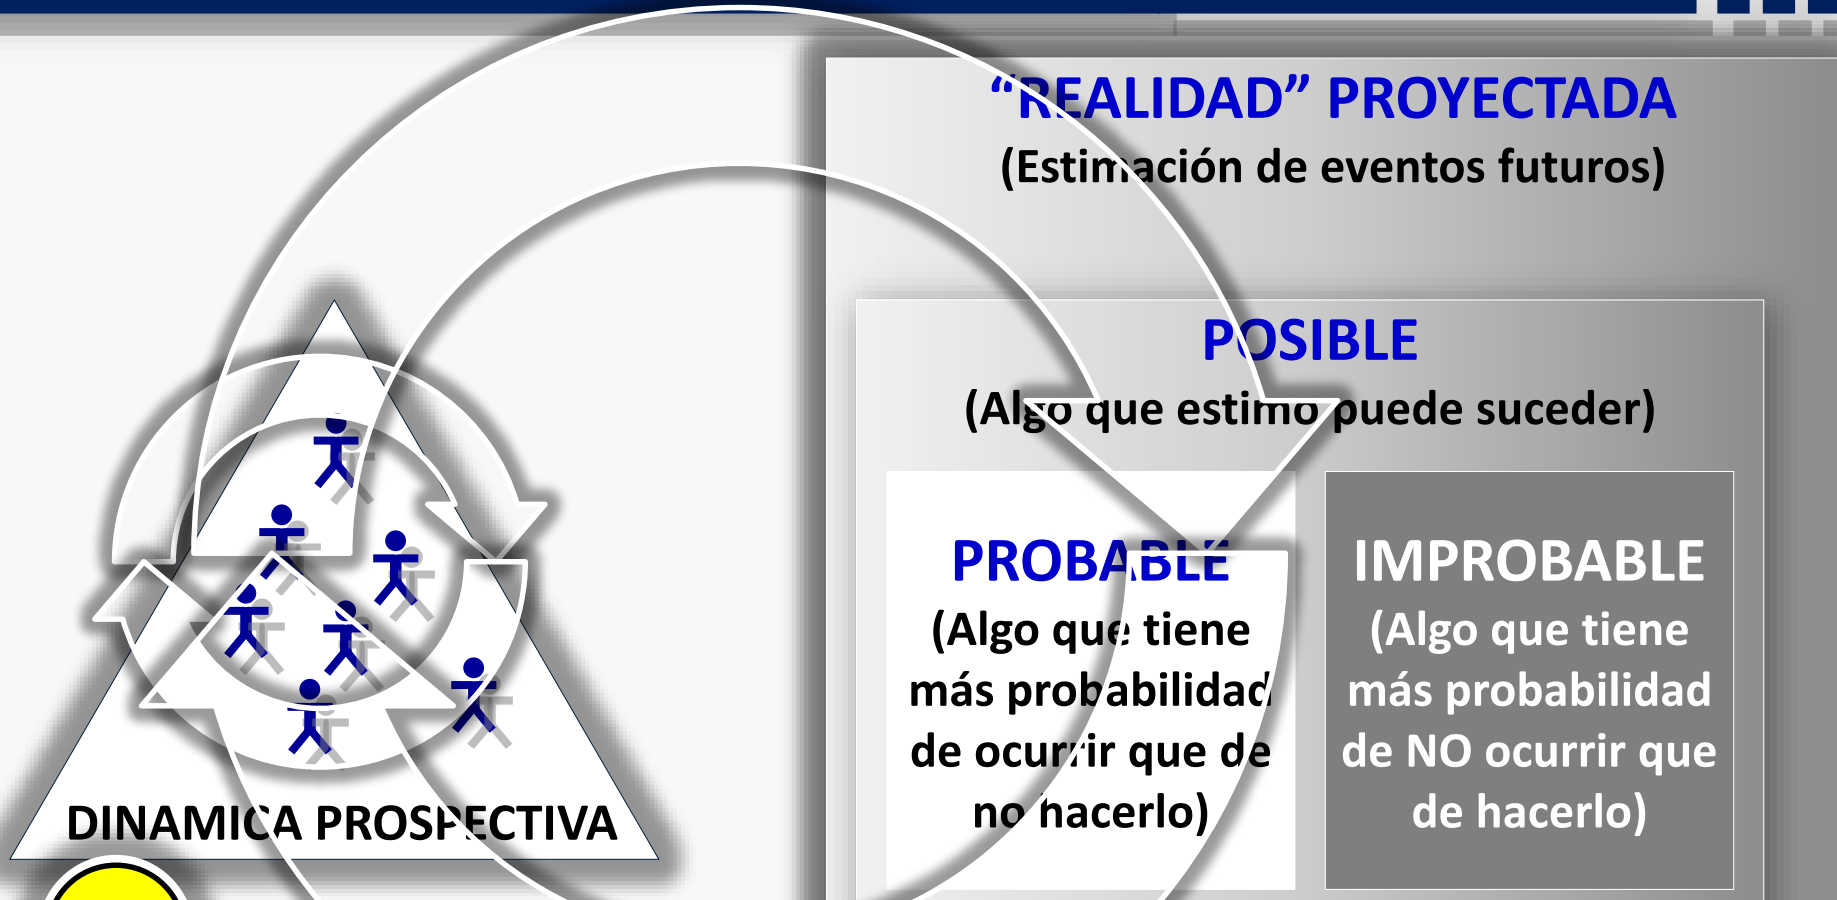 “REALIDAD” PROYECTADA
(Estimación de eventos futuros)
POSIBLE
(Algo que estimo puede suceder)
PROBABLE
(Algo que tiene
más probabilidad
de ocurrir que de
no hacerlo)
IMPROBABLE
(Algo que tiene
más probabilidad
de NO ocurrir que
de hacerlo)
DINAMICA PROSPECTIVA